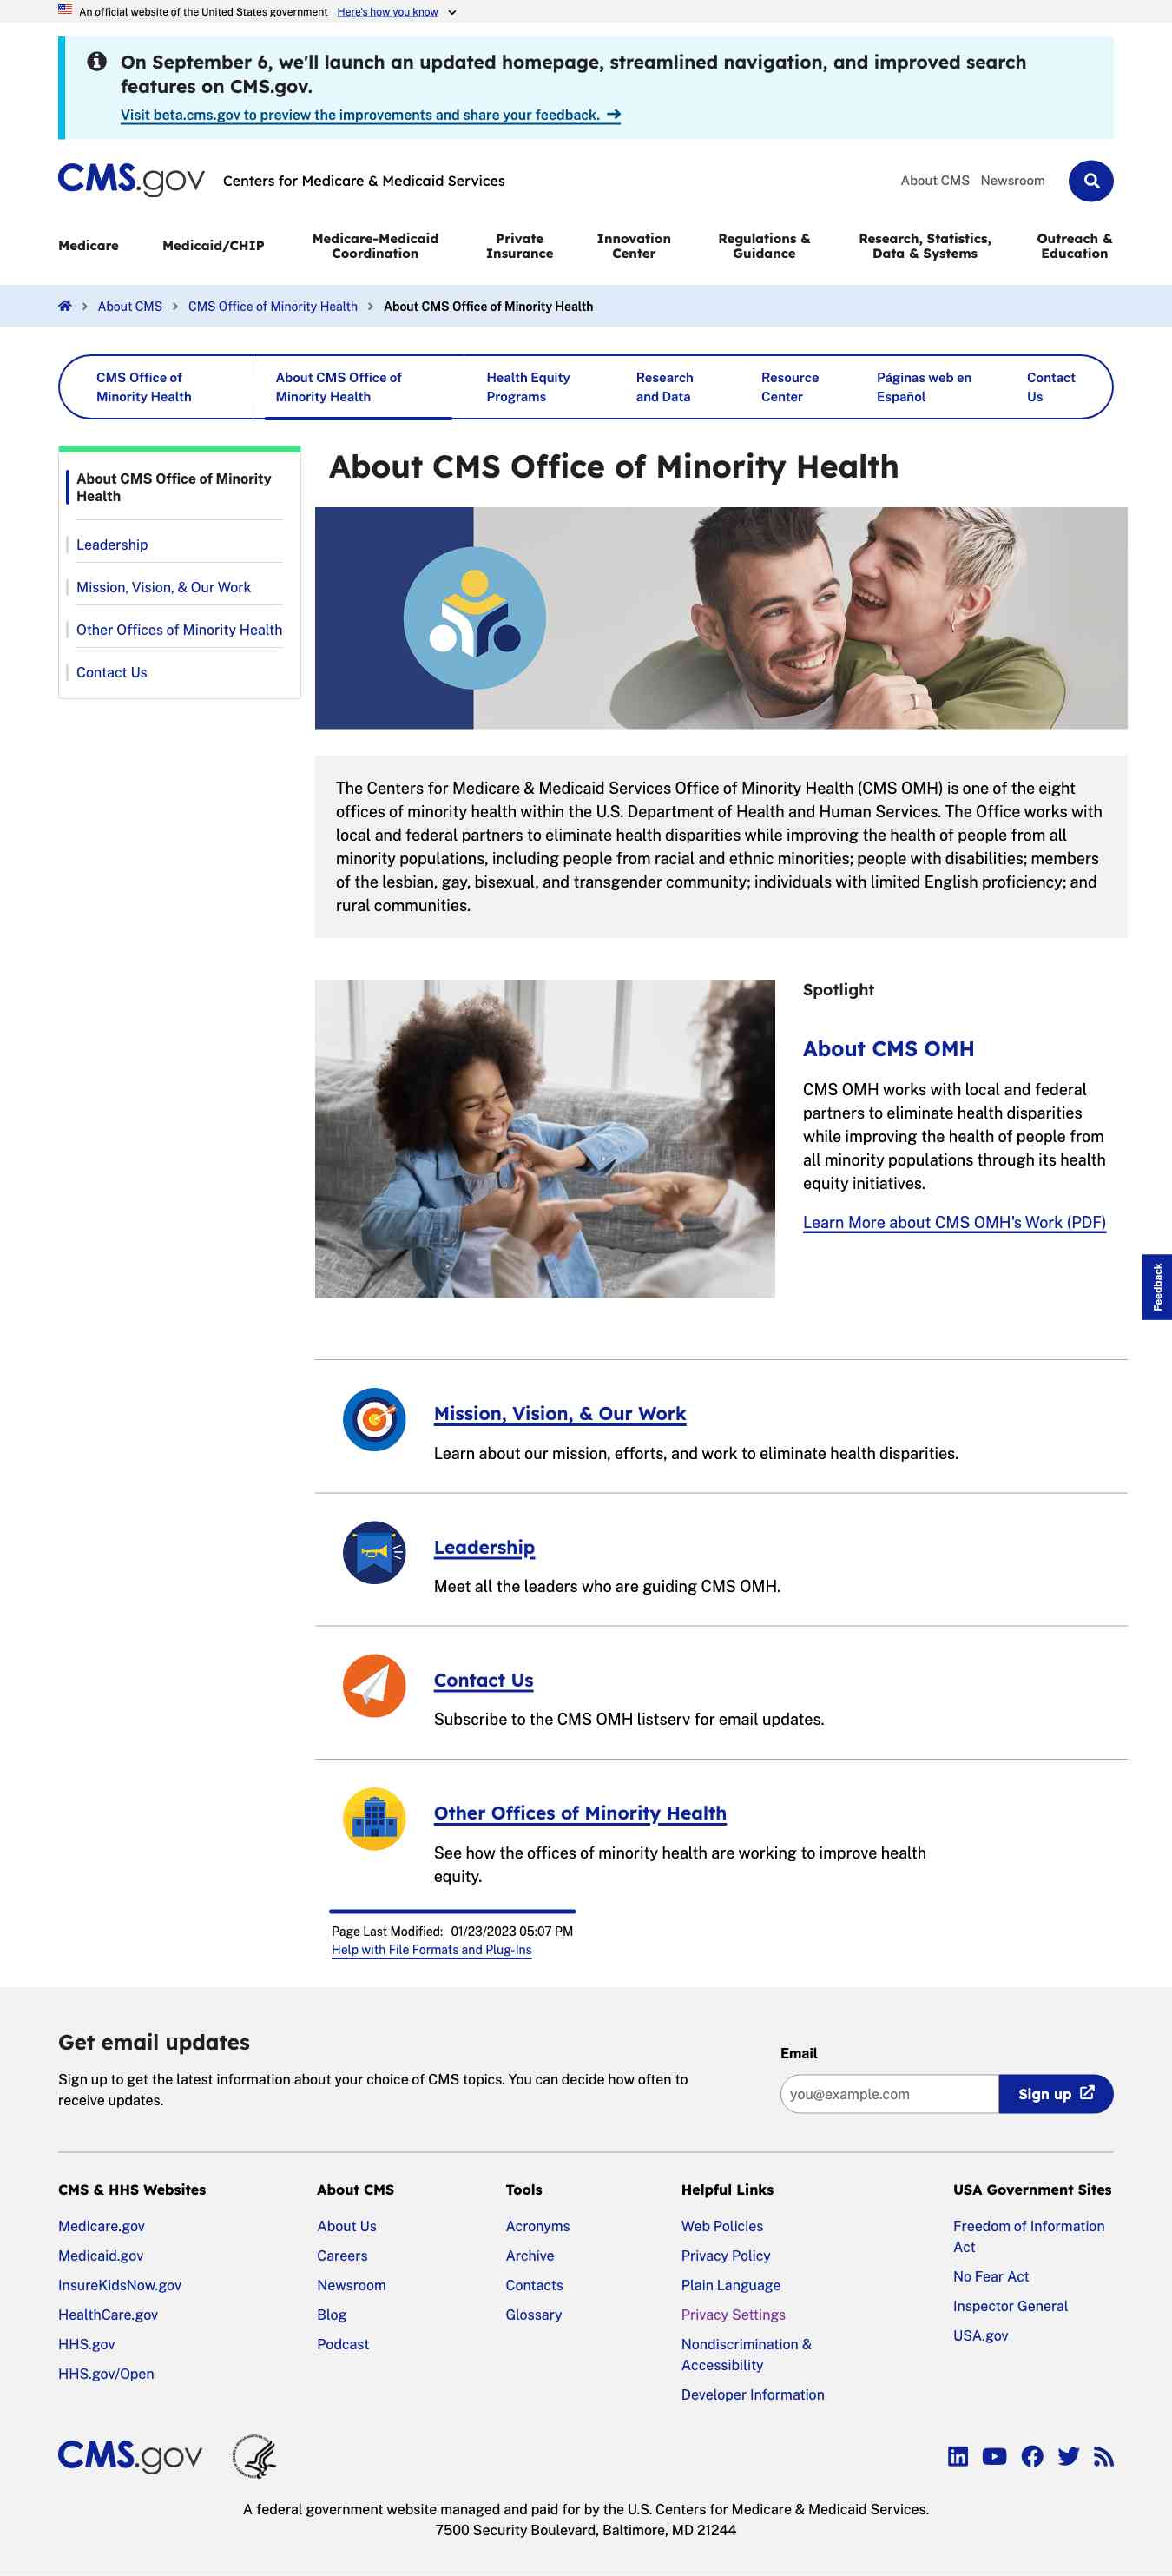 An official website of the United States government Here's how you know
On September 6, we'll launch an updated homepage, streamlined navigation, and improved search
features on CMS.gov.
Visit beta.cms.gov to preview the improvements and share your feedback.
CMS.gov Centers for Medicare & Medicaid Services
About CMS Newsroom
Medicare
Medicaid/CHIP
Medicare-Medicaid
Coordination
Private
Insurance
Innovation
Center
Regulations &
Guidance
Research, Statistics,
Data & Systems
Outreach &
Education
About CMS
CMS Office of Minority Health
About CMS Office of Minority Health
CMS Office of
Minority Health
About CMS Office of
Minority Health
Health Equity
Programs
Research
and Data
Resource
Center
Páginas web en
Español
Contact
Us
About CMS Office of Minority
Health
Leadership
Mission, Vision, & Our Work
Other Offices of Minority Health
Contact Us
About CMS Office of Minority Health
The Centers for Medicare & Medicaid Services Office of Minority Health (CMS OMH) is one of the eight
offices of minority health within the U.S. Department of Health and Human Services. The Office works with
local and federal partners to eliminate health disparities while improving the health of people from all
minority populations, including people from racial and ethnic minorities; people with disabilities; members
of the lesbian, gay, bisexual, and transgender community; individuals with limited English proficiency; and
rural communities.
Spotlight
About CMS OMH
CMS OMH works with local and federal
partners to eliminate health disparities
while improving the health of people from
all minority populations through its health
equity initiatives.
Learn More about CMS OMH's Work (PDF)
Feedback
Mission, Vision, & Our Work
Learn about our mission, efforts, and work to eliminate health disparities.
Leadership
Meet all the leaders who are guiding CMS OMH.
Contact Us
Subscribe to the CMS OMH listserv for email updates.
Other Offices of Minority Health
See how the offices of minority health are working to improve health
equity.
Page Last Modified: 01/23/2023 05:07 PM
Help with File Formats and Plug-Ins
Get email updates
Sign up to get the latest information about your choice of CMS topics. You can decide how often to
receive updates.
Email
you@example.com
Sign up
CMS & HHS Websites
Medicare.gov
Medicaid.gov
InsureKidsNow.gov
HealthCare.gov
HHS.gov
HHS.gov/Open
About CMS
About Us
Careers
Newsroom
Blog
Podcast
Tools
Acronyms
Archive
Contacts
Glossary
Helpful Links
Web Policies
Privacy Policy
Plain Language
Privacy Settings
Nondiscrimination &
Accessibility
Developer Information
USA Government Sites
Freedom of Information
Act
No Fear Act
Inspector General
USA.gov
CMS.gov
A federal government website managed and paid for by the U.S. Centers for Medicare & Medicaid Services.
7500 Security Boulevard, Baltimore, MD 21244